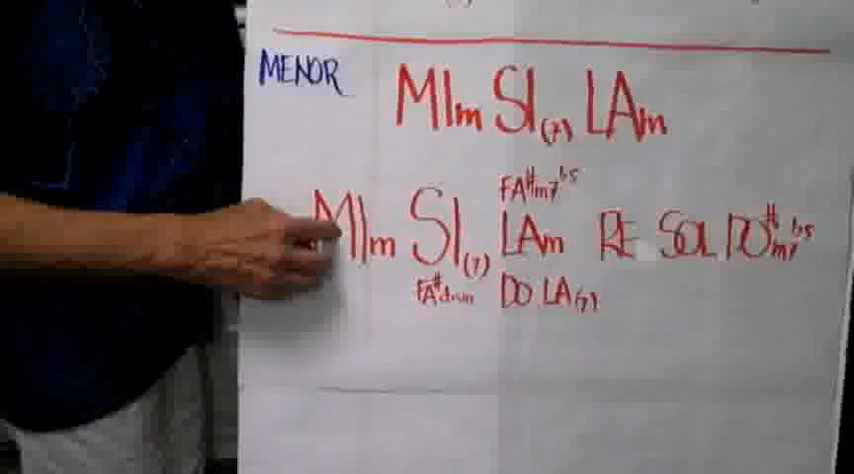 MENOR
MIm SI(7) LAm
FA#m7b5
MIm SI(7) LAm RE SOL DO#m7b5
FA#dism DO LA(7)